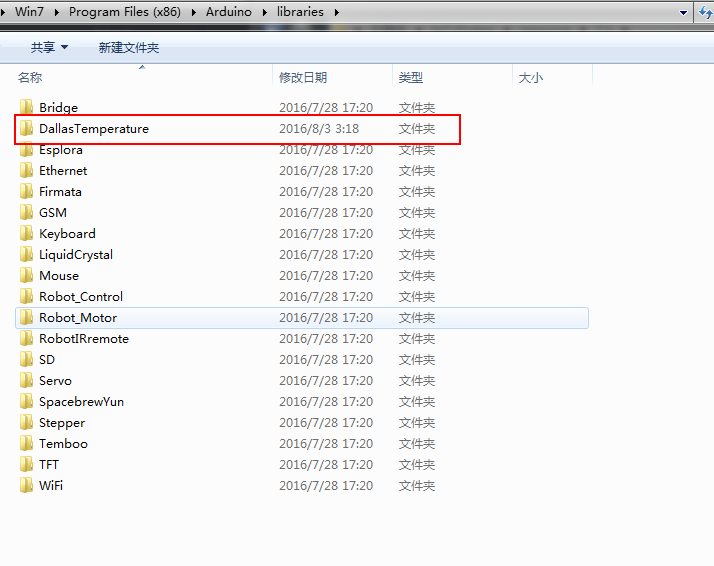 Win7 Program Files (x86) Arduino libraries
共享 新建文件夹
名称 修改日期 类型 大小
Bridge 2016/7/28 17:20 文件夹
DallasTemperature 2016/8/3 3:18 文件夹
Esplora 2016/7/28 17:20 文件夹
Ethernet 2016/7/28 17:20 文件夹
Firmata 2016/7/28 17:20 文件夹
GSM 2016/7/28 17:20 文件夹
Keyboard 2016/7/28 17:20 文件夹
LiquidCrystal 2016/7/28 17:20 文件夹
Mouse 2016/7/28 17:20 文件夹
Robot_Control 2016/7/28 17:20 文件夹
Robot_Motor 2016/7/28 17:20 文件夹
RobotIRremote 2016/7/28 17:20 文件夹
SD 2016/7/28 17:20 文件夹
Servo 2016/7/28 17:20 文件夹
SpacebrewYun 2016/7/28 17:20 文件夹
Stepper 2016/7/28 17:20 文件夹
Temboo 2016/7/28 17:20 文件夹
TFT 2016/7/28 17:20 文件夹
WiFi 2016/7/28 17:20 文件夹